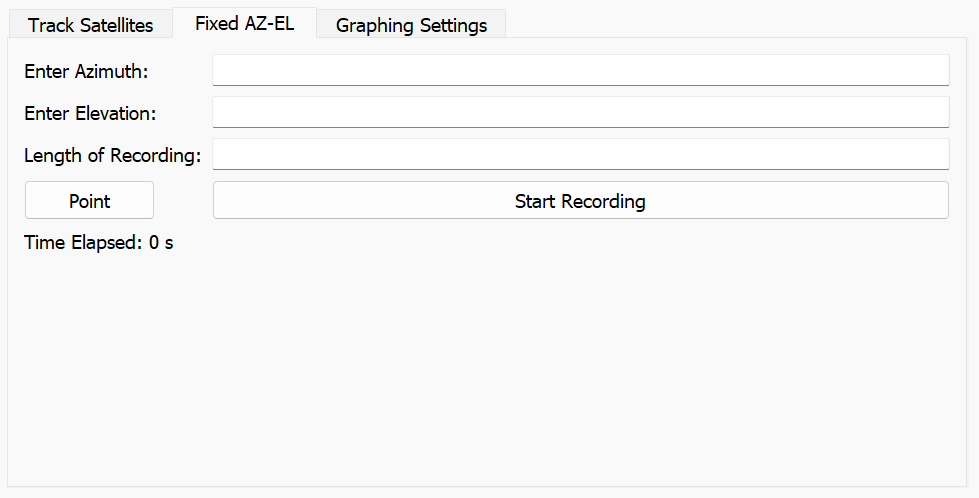 Track Satellites Fixed AZ-EL Graphing Settings
Enter Azimuth:
Enter Elevation:
Length of Recording:
Point Start Recording
Time Elapsed: 0 s